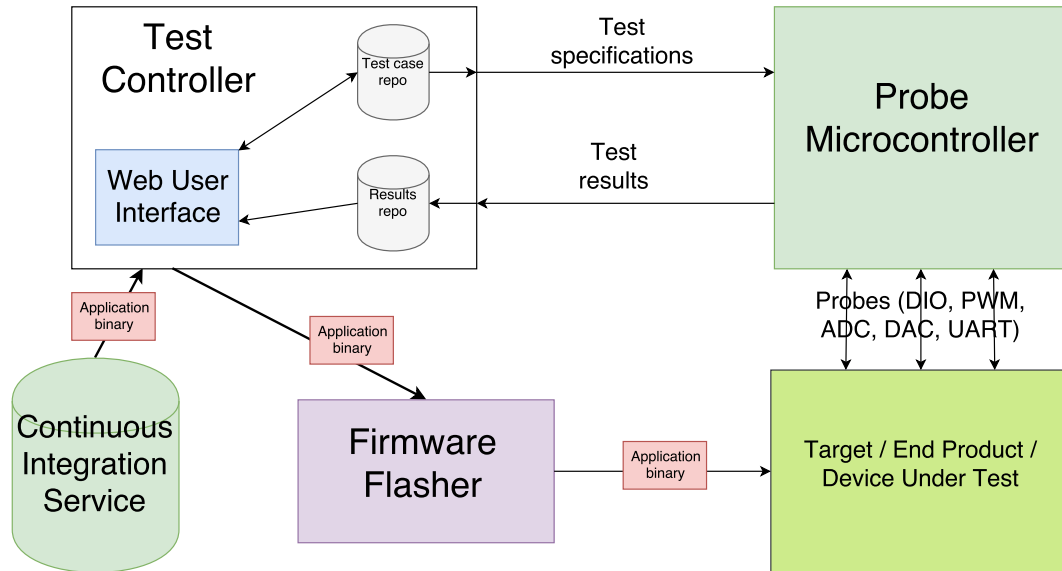 Test
Controller
Test case
repo
Web User
Interface
Results
repo
Test
specifications
Test
results
Probe
Microcontroller
Probes (DIO, PWM,
ADC, DAC, UART)
Application
binary
Application
binary
Continuous
Integration
Service
Firmware
Flasher
Application
binary
Target / End Product /
Device Under Test